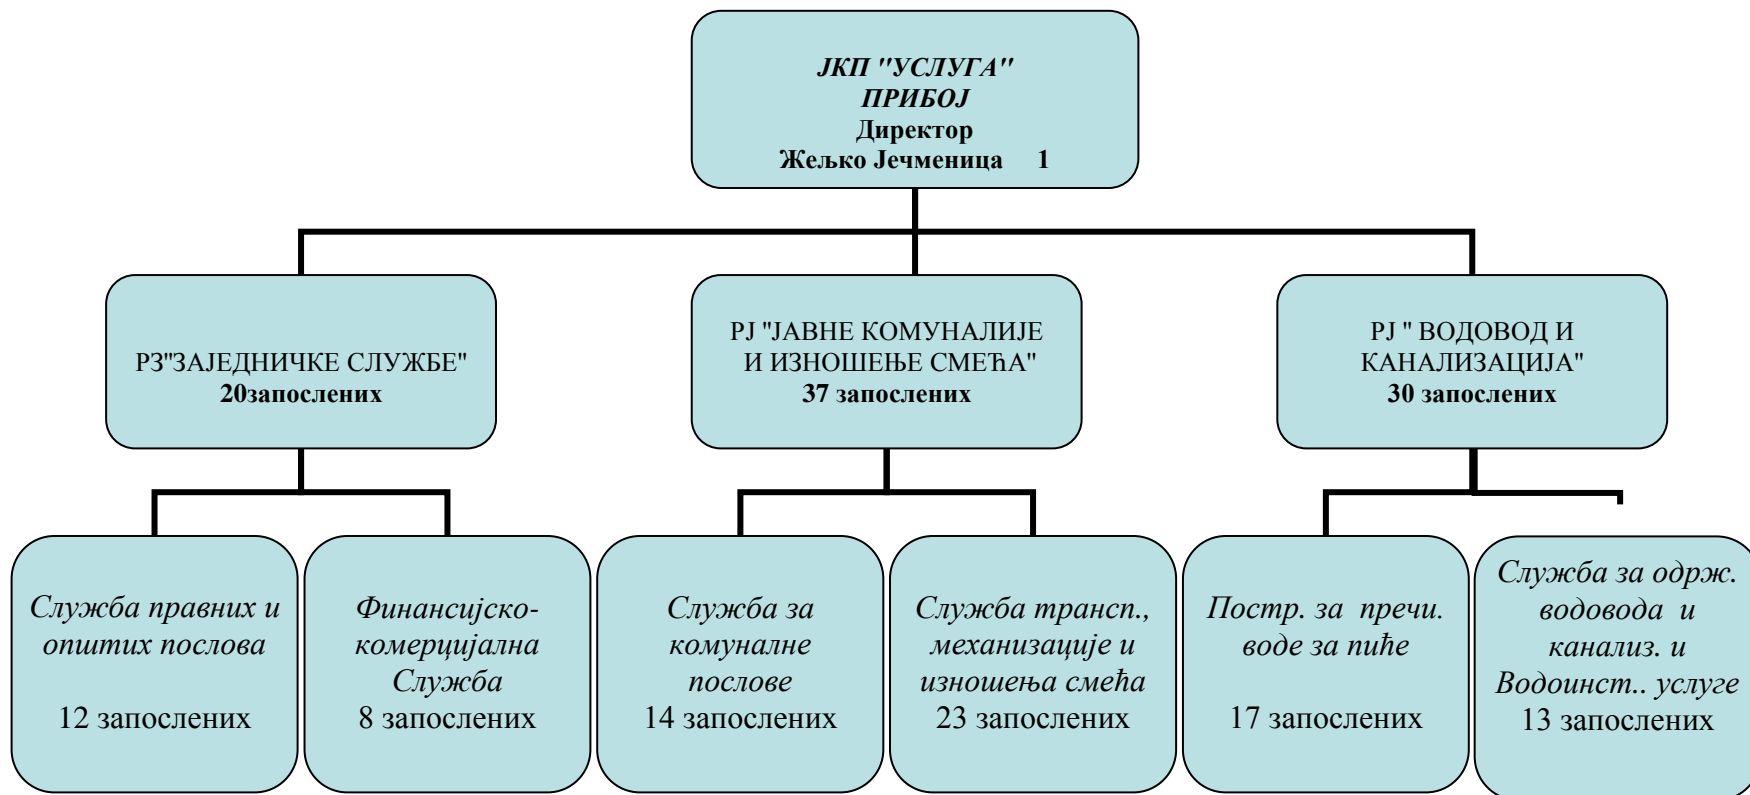 ЈКП "УСЛУГА"
ПРИБОЈ
Директор
Жељко Јечменица 1
РЗ"ЗАЈЕДНИЧКЕ СЛУЖБЕ"
20запослених
РЈ "ЈАВНЕ КОМУНАЛИЈЕ
И ИЗНОШЕЊЕ СМЕЋА"
37 запослених
РЈ " ВОДОВОД И
КАНАЛИЗАЦИЈА"
30 запослених
Служба правних и
општих послова
12 запослених
Финансијско-
комерцијална
Служба
8 запослених
Служба за
комуналне
послове
14 запослених
Служба трансп.,
механизације и
изношења смећа
23 запослених
Постр. за пречи.
воде за пиће
17 запослених
Служба за одрж.
водовода и
канализ. и
Водоинст.. услуге
13 запослених